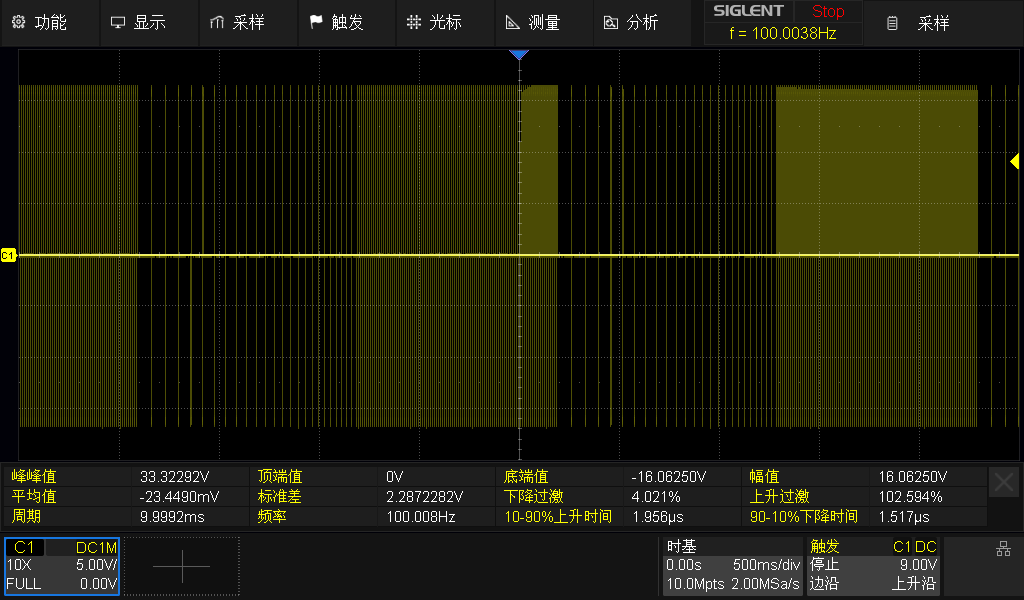 功能 显示 采样 触发 光标 测量 分析 SIGLENT Stop 采样
f = 100.0038Hz
C1
峰峰值 33.32292V 顶端值 0V 底端值 -16.06250V 幅值 16.06250V
平均值 -23.4490mV 标准差 2.2872282V 下降过激 4.021% 上升过激 102.594%
周期 9.9992ms 频率 100.008Hz 10-90%上升时间 1.956μs 90-10%下降时间 1.517μs
C1 DC1M 时基 触发 C1 DC
10X 5.00V/ 0.00s 500ms/div 停止 9.00V
FULL 0.00V 10.0Mpts 2.00MSa/s 边沿 上升沿